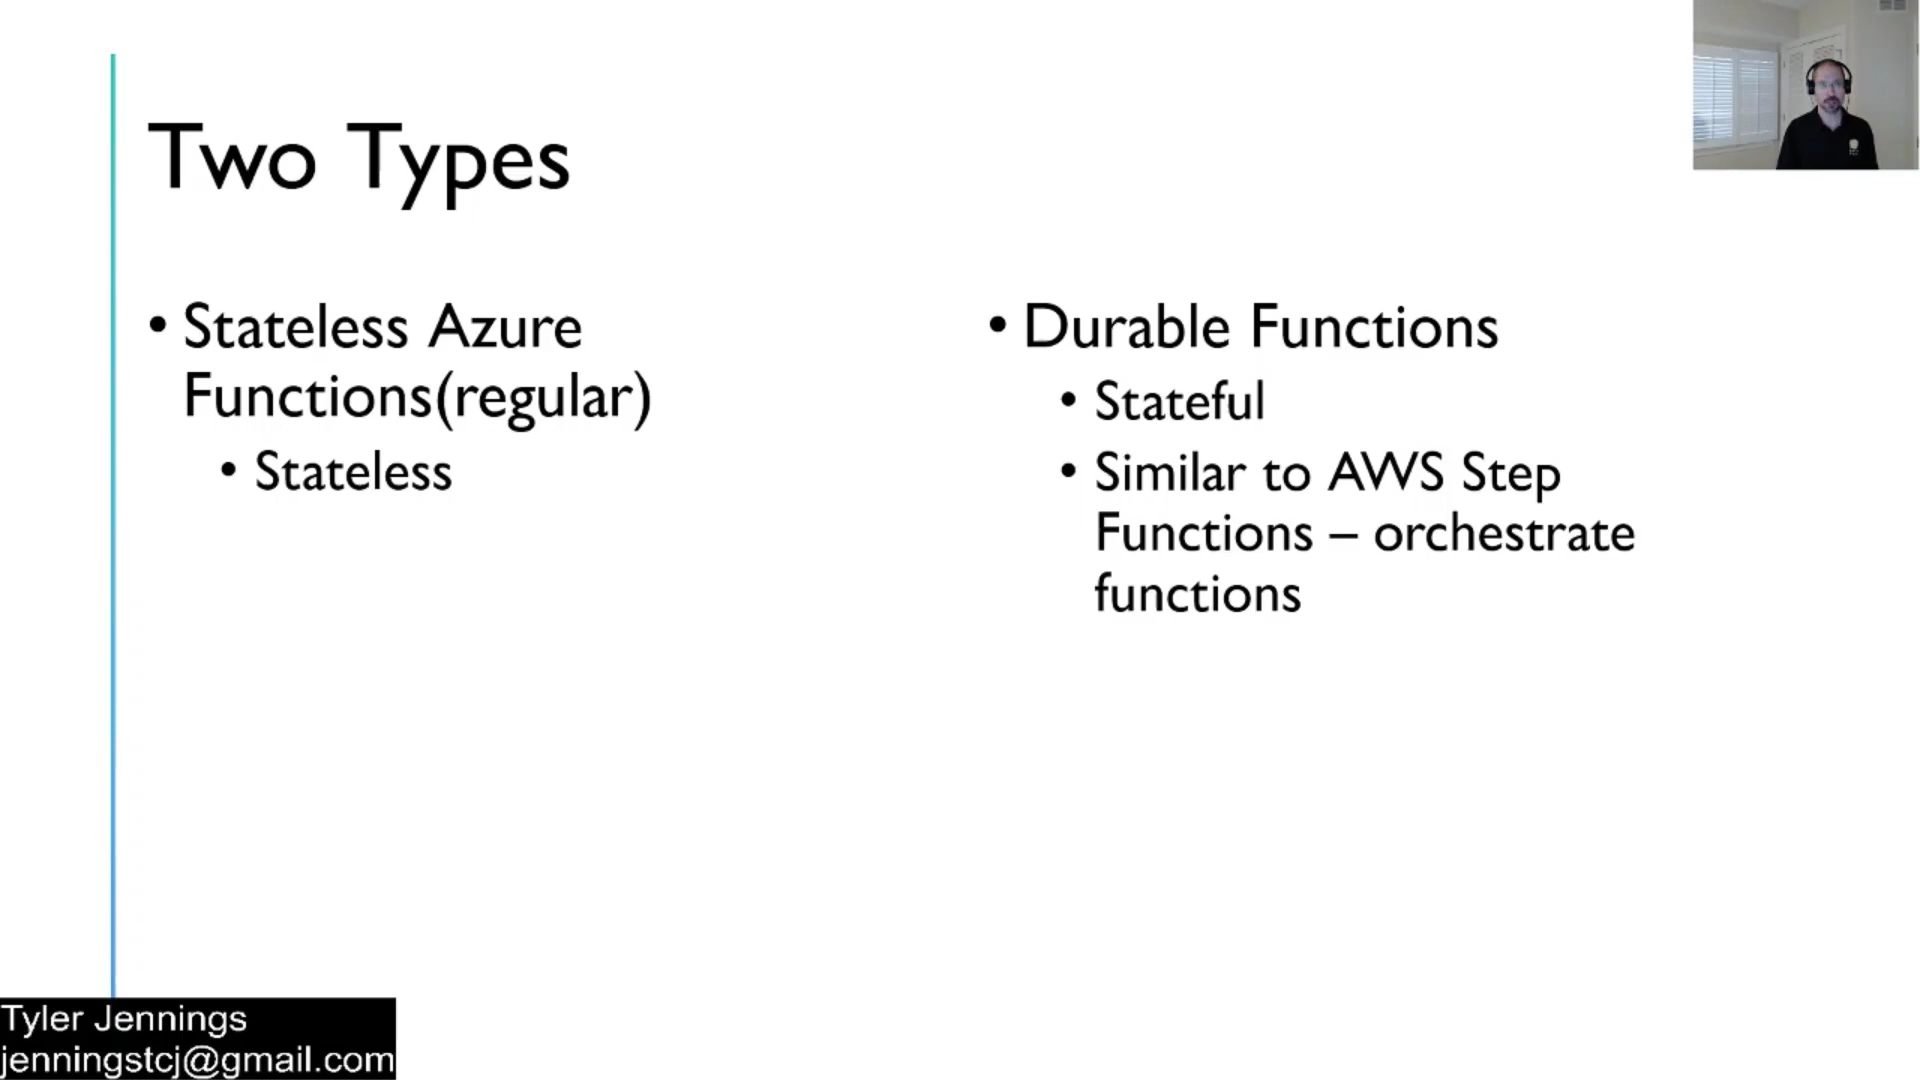 Two Types
• Stateless Azure
Functions(regular)
• Stateless
• Durable Functions
• Stateful
• Similar to AWS Step
Functions – orchestrate
functions
Tyler Jennings
jenningstcj@gmail.com